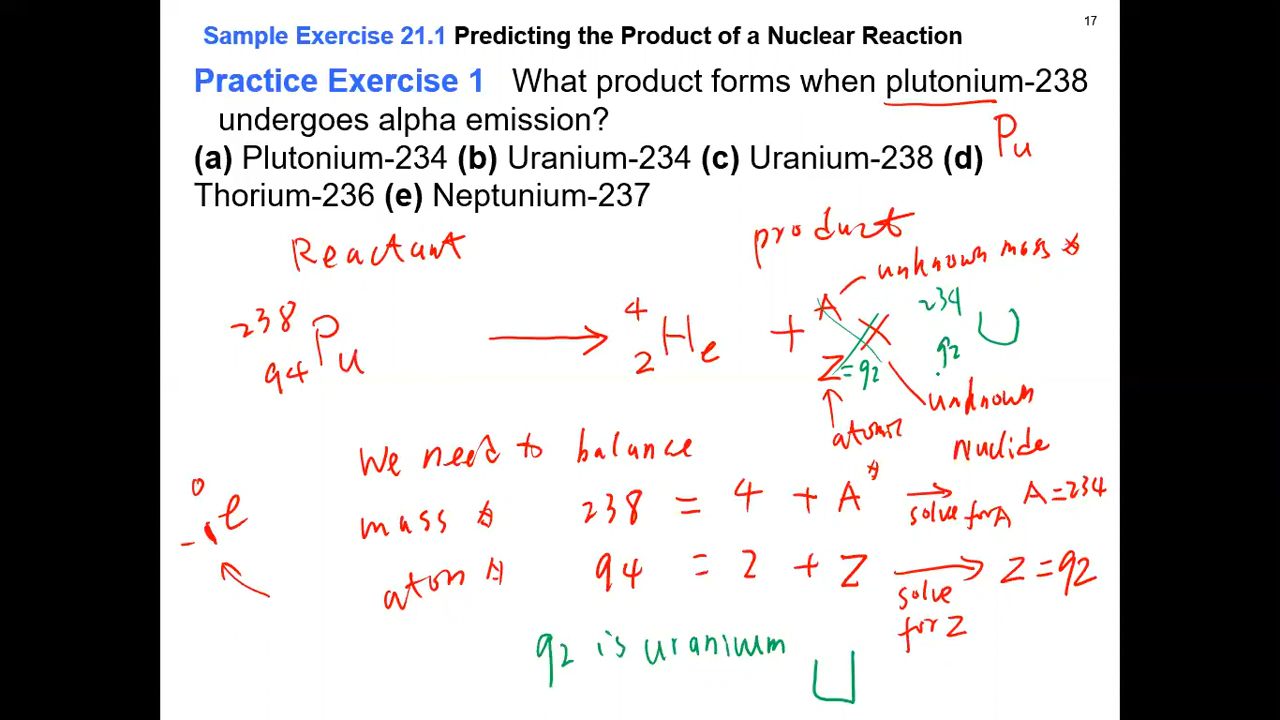 17
Sample Exercise 21.1 Predicting the Product of a Nuclear Reaction
Practice Exercise 1 What product forms when plutonium-238
undergoes alpha emission?
Pu
(a) Plutonium-234 (b) Uranium-234 (c) Uranium-238 (d)
Thorium-236 (e) Neptunium-237
Reactant
product
unknown mass #
238 94 Pu → 4 2 He + A Z=92 X 234 92 U
unknown
nuclide
atomic
We need to balance
#
0 -1 e
mass # 238 = 4 + A → solve for A A=234
atom # 94 = 2 + Z → solve for Z Z=92
92 is uranium U